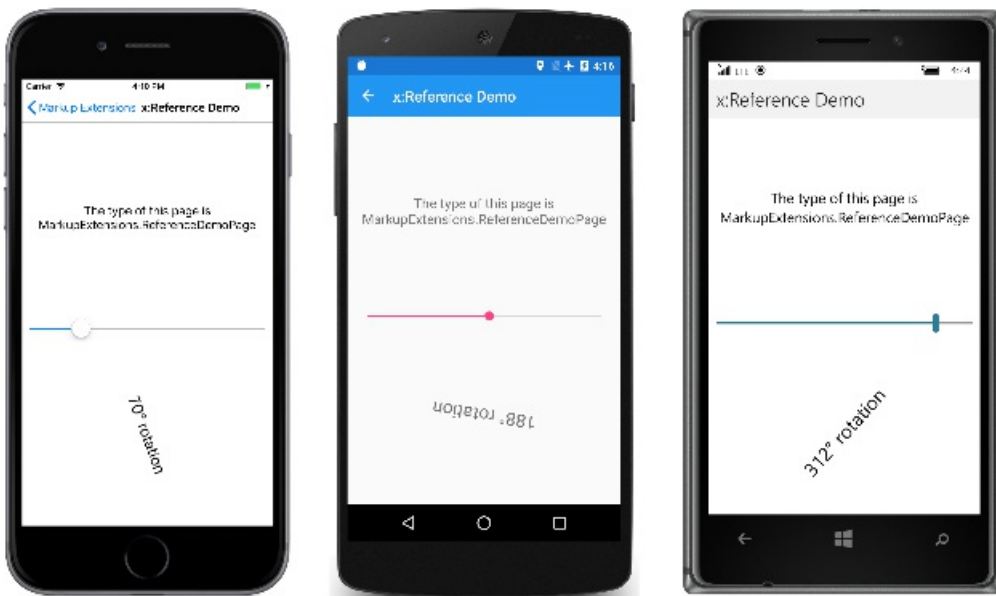 Carrier
4:10 PM
Markup Extensions x:Reference Demo
The type of this page is
MarkupExtensions.ReferenceDemoPage
70° rotation
4:16
x:Reference Demo
The type of this page is
MarkupExtensions.ReferenceDemoPage
188° rotation
LTE
x:Reference Demo
The type of this page is
MarkupExtensions.ReferenceDemoPage
312° rotation